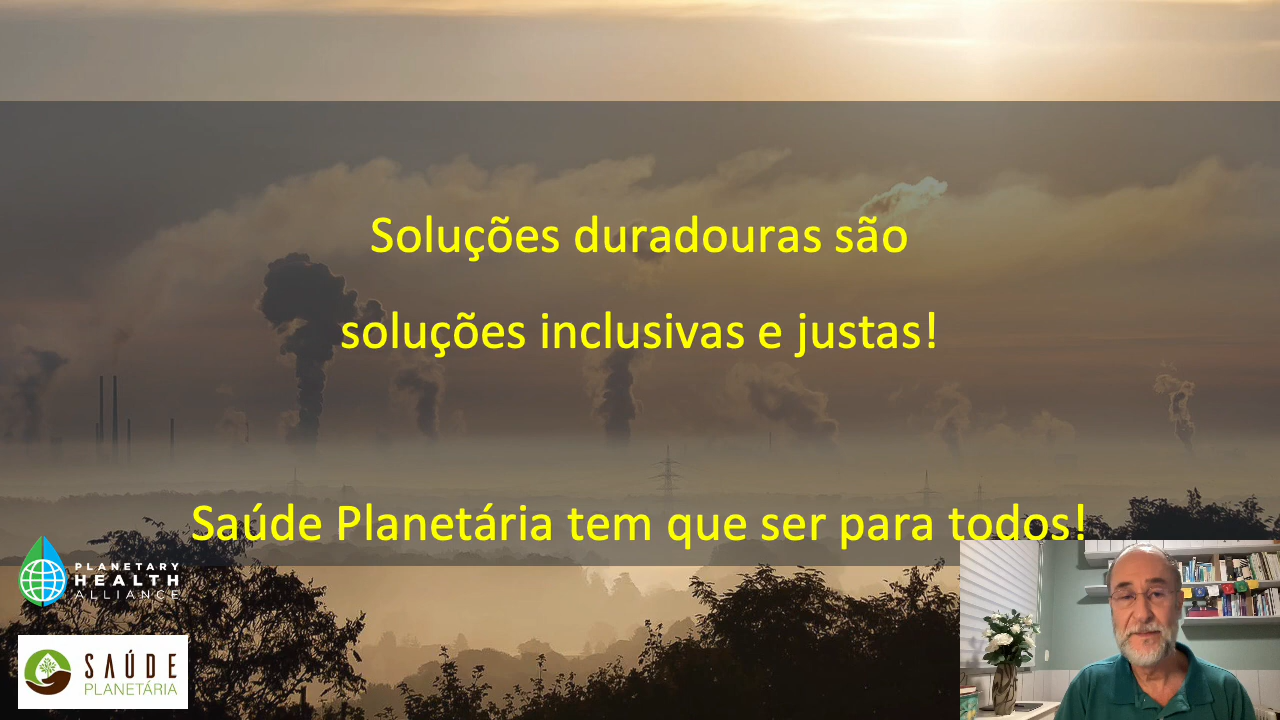 Soluções duradouras são
soluções inclusivas e justas!
Saúde Planetária tem que ser para todos!
PLANETARY
HEALTH
ALLIANCE
SAÚDE
PLANETÁRIA